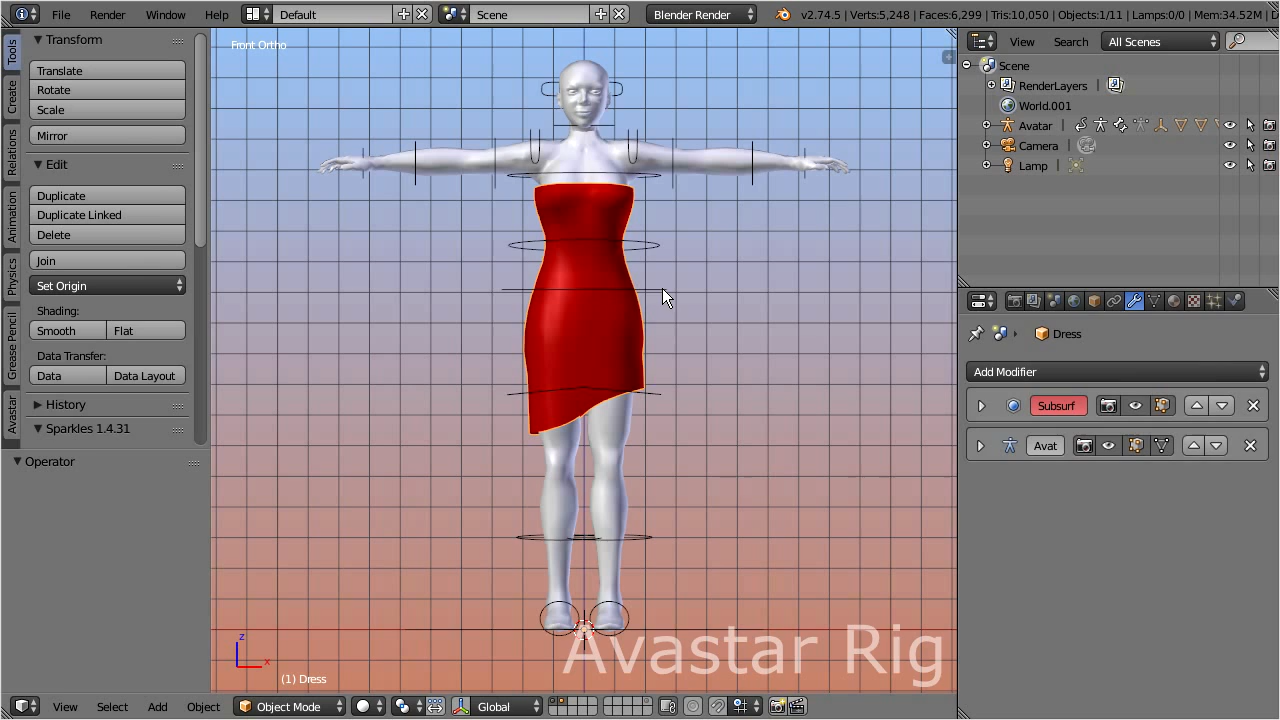 File Render Window Help Default Scene Blender Render v2.74.5 | Verts:5,248 | Faces:6,299 | Tris:10,050 | Objects:1/11 | Lamps:0/0 | Mem:34.52M | D
Tools
Create
Relations
Animation
Physics
Grease Pencil
Avastar
Transform
Translate
Rotate
Scale
Mirror
Edit
Duplicate
Duplicate Linked
Delete
Join
Set Origin
Shading:
Smooth Flat
Data Transfer:
Data Data Layout
History
Sparkles 1.4.31
Operator
Front Ortho
z
x
(1) Dress
Avastar Rig
View Select Add Object Object Mode Global
View Search All Scenes
Scene
RenderLayers
World.001
Avatar
Camera
Lamp
Dress
Add Modifier
Subsurf
Avat